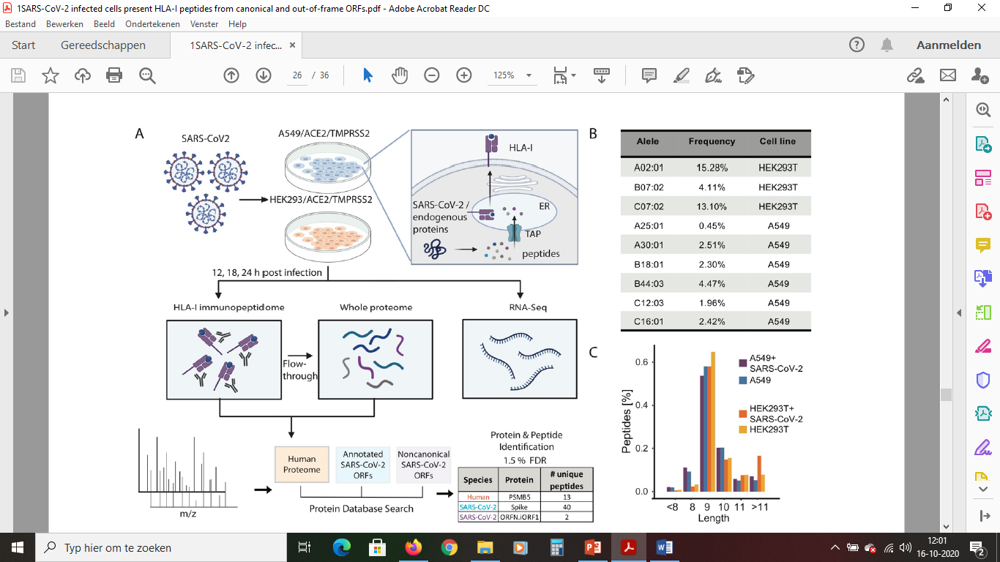 1SARS-CoV-2 infected cells present HLA-I peptides from canonical and out-of-frame ORFs.pdf - Adobe Acrobat Reader DC
Bestand Bewerken Beeld Ondertekenen Venster Help
Start Gereedschappen 1SARS-CoV-2 infec... × Aanmelden
26 / 36 125%
A
SARS-CoV2
A549/ACE2/TMPRSS2
HEK293/ACE2/TMPRSS2
HLA-I
SARS-CoV-2 /
endogenous
proteins
ER
TAP
peptides
12, 18, 24 h post infection
HLA-I immunopeptidome
Whole proteome
RNA-Seq
Flow-
through
m/z
Human
Proteome
Annotated
SARS-CoV-2
ORFs
Noncanonical
SARS-CoV-2
ORFs
Protein Database Search
Protein & Peptide
Identification
1.5 % FDR
Species Protein # unique
peptides
Human PSMB5 13
SARS-CoV-2 Spike 40
SARS-CoV-2 ORFN.iORF1 2
B
Alele Frequency Cell line
A02:01 15.28% HEK293T
B07:02 4.11% HEK293T
C07:02 13.10% HEK293T
A25:01 0.45% A549
A30:01 2.51% A549
B18:01 2.30% A549
B44:03 4.47% A549
C12:03 1.96% A549
C16:01 2.42% A549
C
Peptides [%]
0.6
0.4
0.2
0.0
A549+
SARS-CoV-2
A549
HEK293T+
SARS-CoV-2
HEK293T
<8 8 9 10 11 >11
Length
Typ hier om te zoeken
12:01
16-10-2020
2